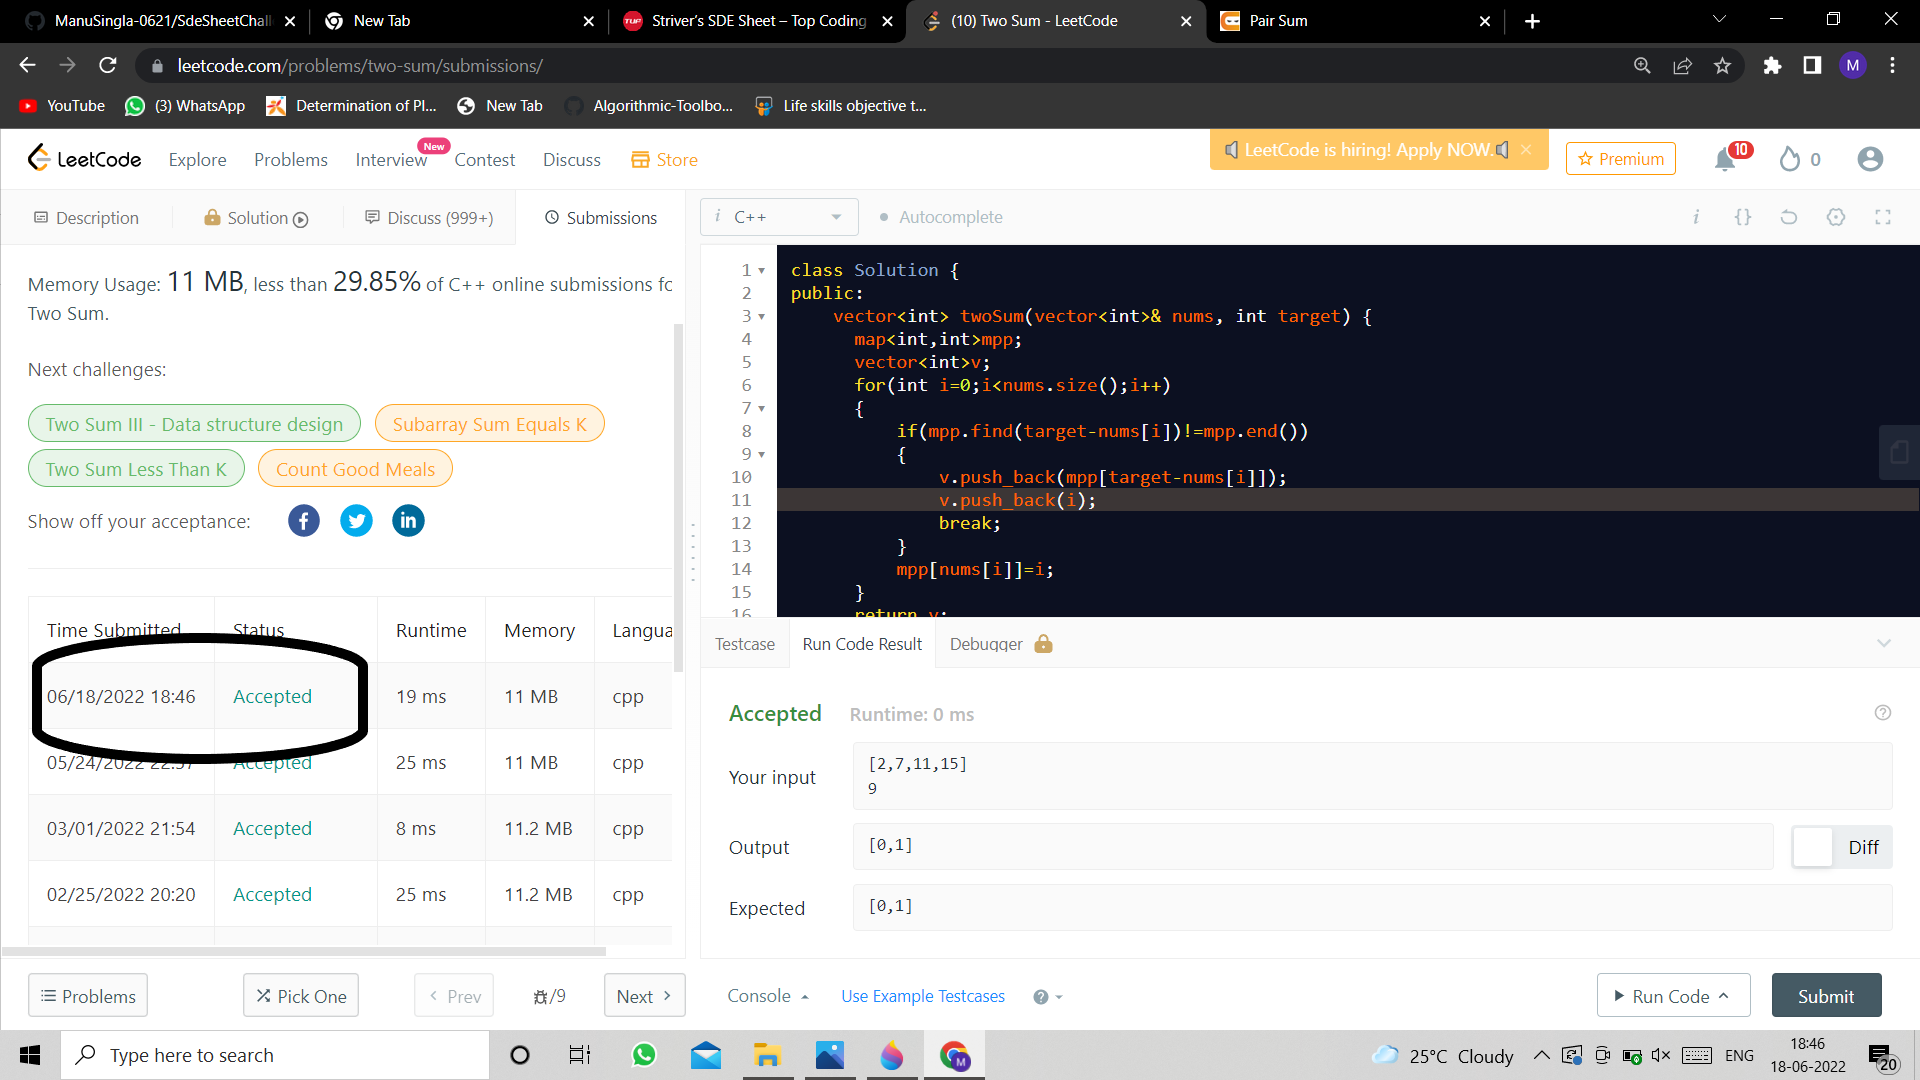 ManuSingla-0621/SdeSheetChall
New Tab
Striver's SDE Sheet – Top Coding
(10) Two Sum - LeetCode
Pair Sum
leetcode.com/problems/two-sum/submissions/
M
YouTube
(3) WhatsApp
Determination of Pl...
New Tab
Algorithmic-Toolbo...
Life skills objective t...
LeetCode
Explore
Problems
Interview
New
Contest
Discuss
Store
LeetCode is hiring! Apply NOW.
Premium
10
0
Description
Solution
Discuss (999+)
Submissions
i C++
Autocomplete
Memory Usage: 11 MB, less than 29.85% of C++ online submissions fo
Two Sum.
Next challenges:
Two Sum III - Data structure design
Subarray Sum Equals K
Two Sum Less Than K
Count Good Meals
Show off your acceptance:
Time Submitted Status Runtime Memory Langua
06/18/2022 18:46 Accepted 19 ms 11 MB cpp
05/24/2022 22:37 Accepted 25 ms 11 MB cpp
03/01/2022 21:54 Accepted 8 ms 11.2 MB cpp
02/25/2022 20:20 Accepted 25 ms 11.2 MB cpp
1 class Solution {
2 public:
3 vector<int> twoSum(vector<int>& nums, int target) {
4 map<int,int>mpp;
5 vector<int>v;
6 for(int i=0;i<nums.size();i++)
7 {
8 if(mpp.find(target-nums[i])!=mpp.end())
9 {
10 v.push_back(mpp[target-nums[i]]);
11 v.push_back(i);
12 break;
13 }
14 mpp[nums[i]]=i;
15 }
16 return v;
Testcase
Run Code Result
Debugger
Accepted Runtime: 0 ms
Your input
[2,7,11,15]
9
Output
[0,1]
Diff
Expected
[0,1]
Problems
Pick One
Prev
/9
Next
Console
Use Example Testcases
Run Code
Submit
Type here to search
25°C Cloudy
ENG
18:46
18-06-2022
20